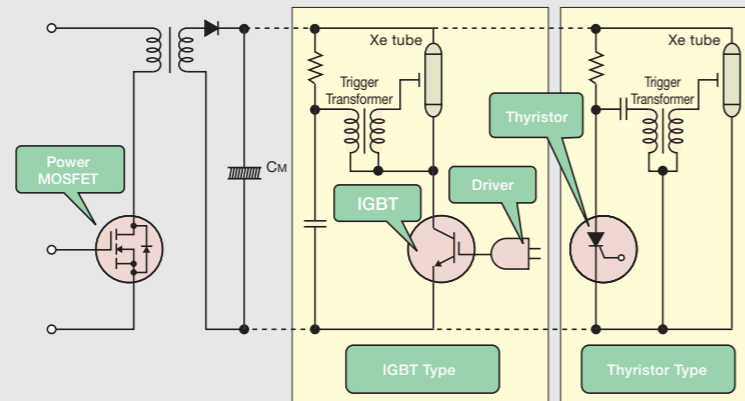 Xe tube
Trigger
Transformer
Power
MOSFET
CM
IGBT
Driver
IGBT Type
Xe tube
Trigger
Transformer
Thyristor
Thyristor Type